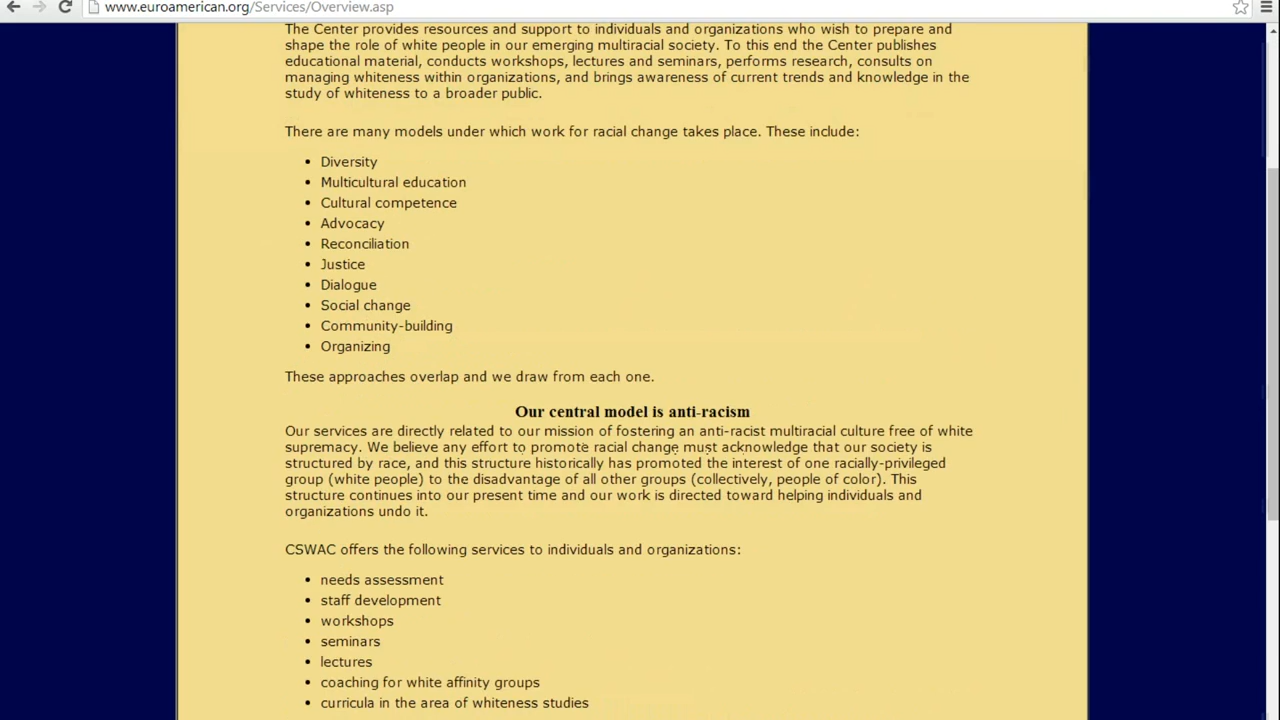 www.euroamerican.org/Services/Overview.asp
The Center provides resources and support to individuals and organizations who wish to prepare and
shape the role of white people in our emerging multiracial society. To this end the Center publishes
educational material, conducts workshops, lectures and seminars, performs research, consults on
managing whiteness within organizations, and brings awareness of current trends and knowledge in the
study of whiteness to a broader public.
There are many models under which work for racial change takes place. These include:
• Diversity
• Multicultural education
• Cultural competence
• Advocacy
• Reconciliation
• Justice
• Dialogue
• Social change
• Community-building
• Organizing
These approaches overlap and we draw from each one.
Our central model is anti-racism
Our services are directly related to our mission of fostering an anti-racist multiracial culture free of white
supremacy. We believe any effort to promote racial change must acknowledge that our society is
structured by race, and this structure historically has promoted the interest of one racially-privileged
group (white people) to the disadvantage of all other groups (collectively, people of color). This
structure continues into our present time and our work is directed toward helping individuals and
organizations undo it.
CSWAC offers the following services to individuals and organizations:
• needs assessment
• staff development
• workshops
• seminars
• lectures
• coaching for white affinity groups
• curricula in the area of whiteness studies